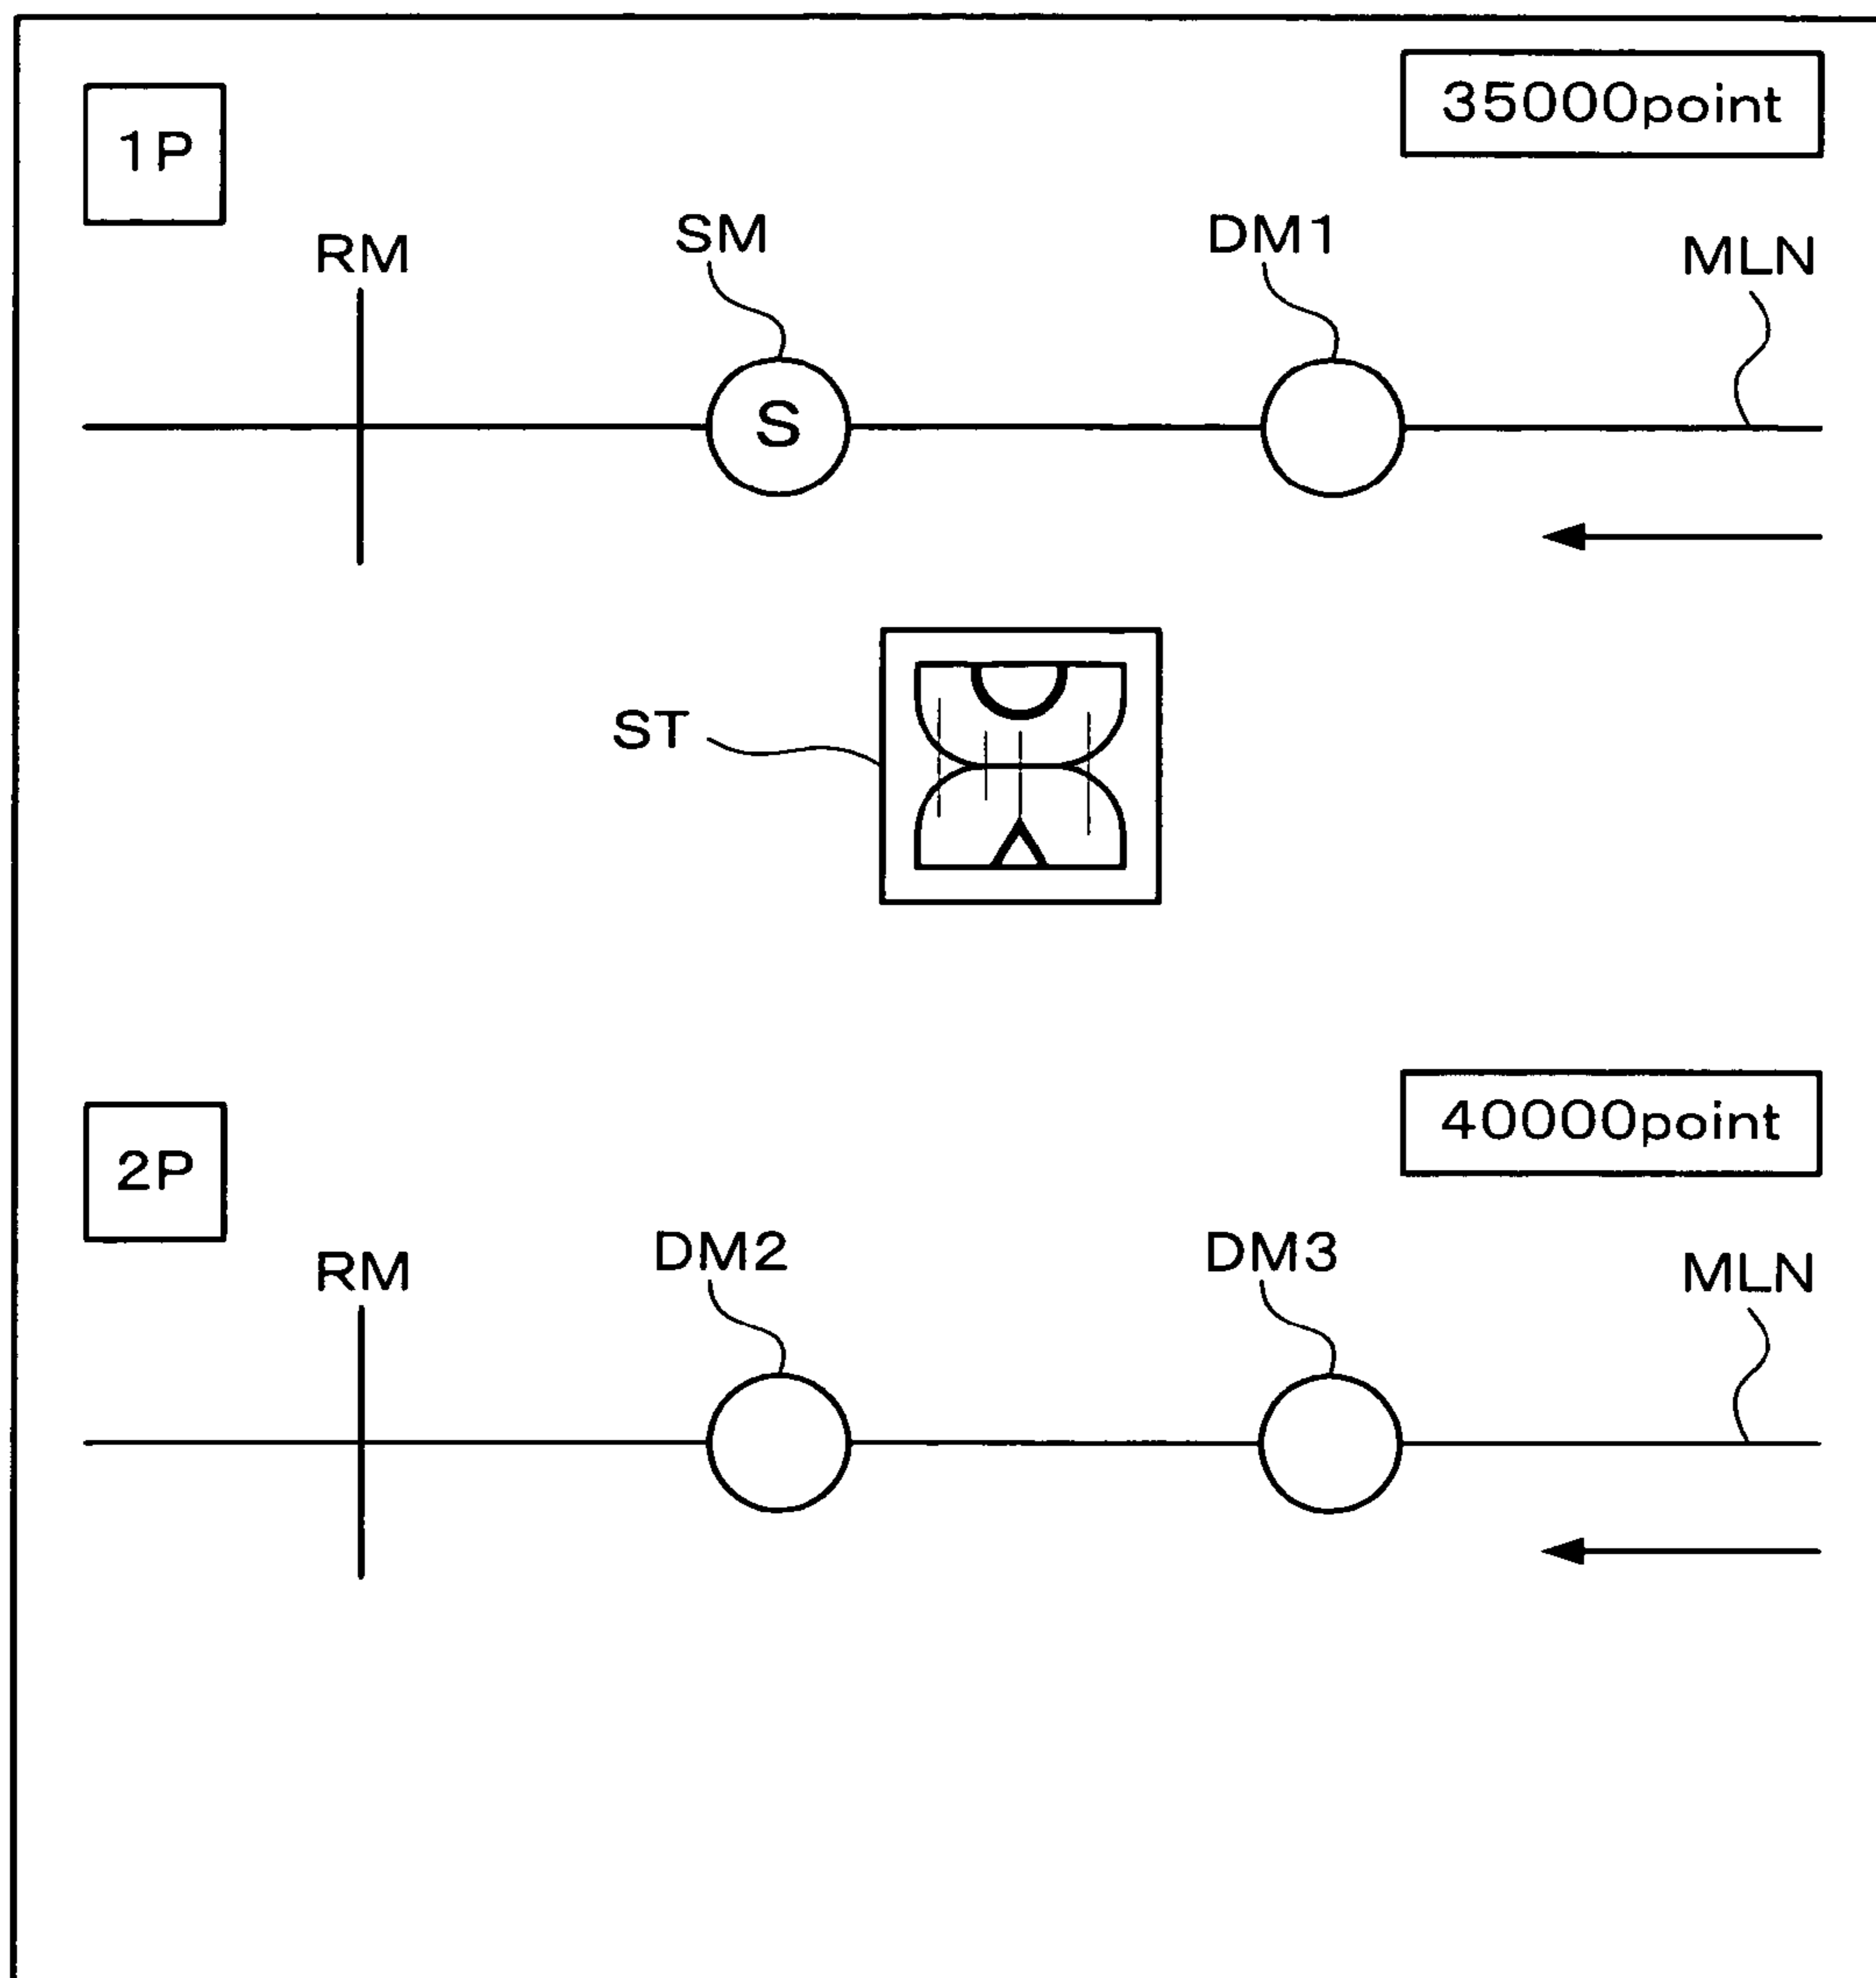 35000point
1P
RM SM DM1 MLN
S
ST
40000point
2P
RM DM2 DM3 MLN